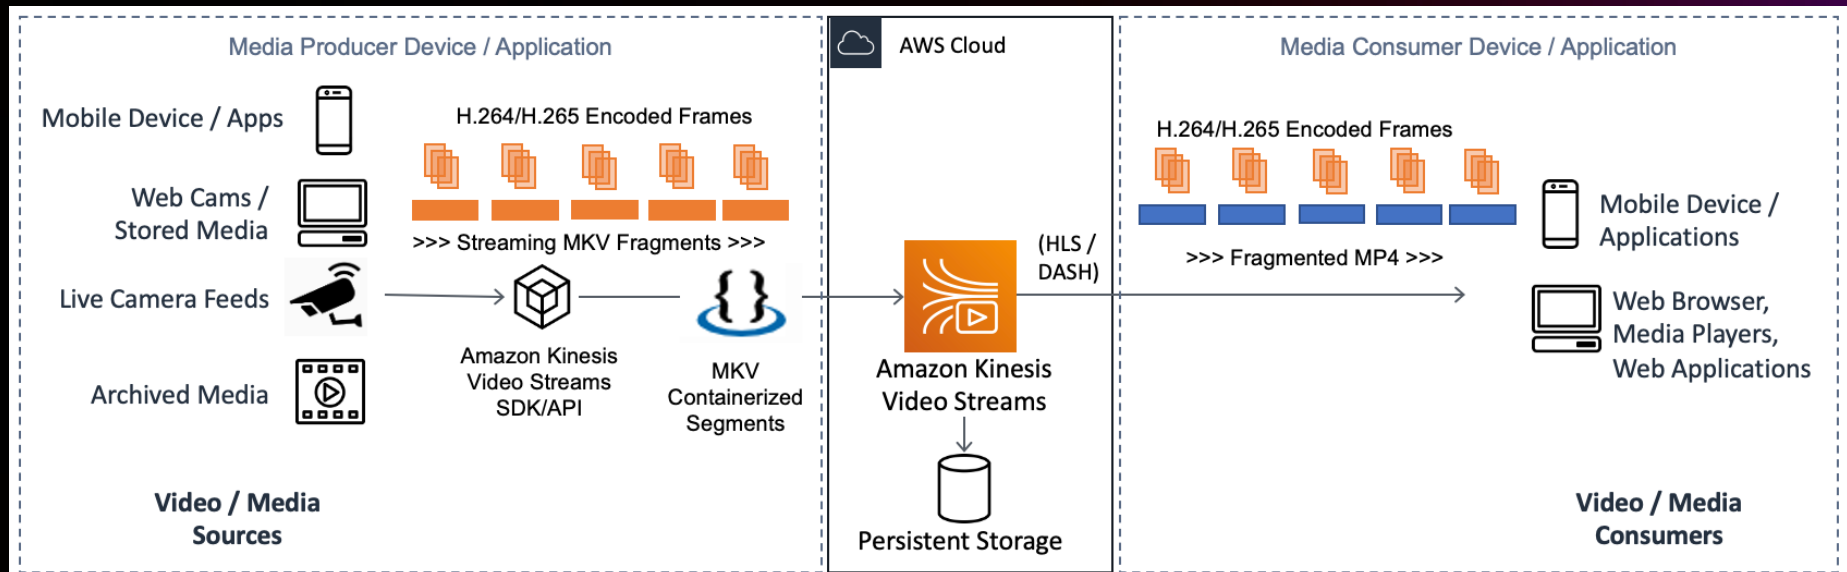 Media Producer Device / Application
Mobile Device / Apps
Web Cams /
Stored Media
Live Camera Feeds
Archived Media
Video / Media
Sources
H.264/H.265 Encoded Frames
>>> Streaming MKV Fragments >>>
Amazon Kinesis
Video Streams
SDK/API
{ }
MKV
Containerized
Segments
AWS Cloud
Amazon Kinesis
Video Streams
Persistent Storage
(HLS /
DASH)
Media Consumer Device / Application
H.264/H.265 Encoded Frames
>>> Fragmented MP4 >>>
Mobile Device /
Applications
Web Browser,
Media Players,
Web Applications
Video / Media
Consumers